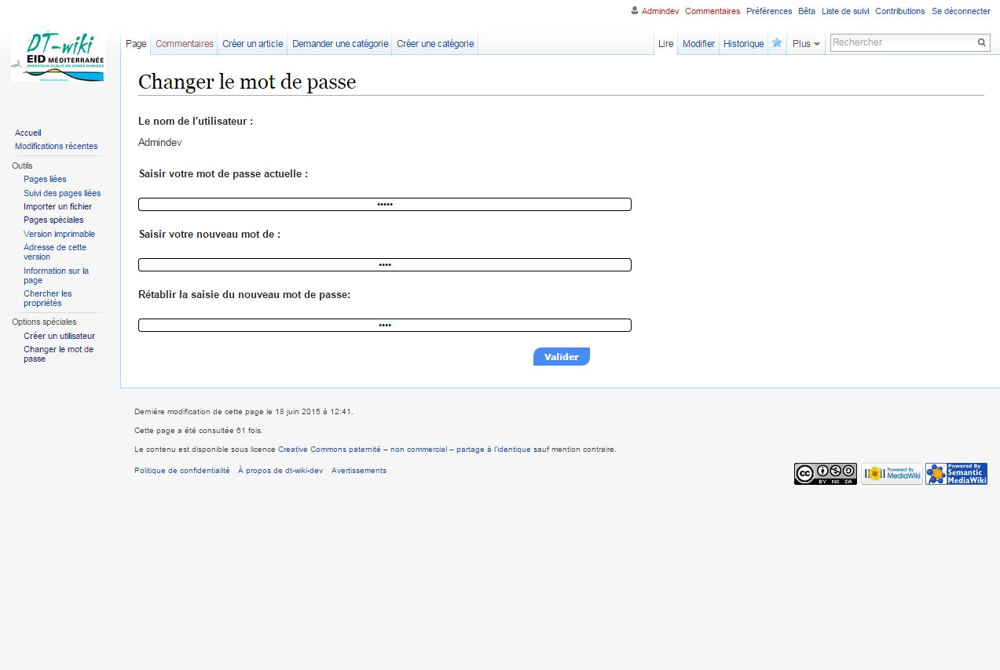 Admindev Commentaires Préférences Bêta Liste de suivi Contributions Se déconnecter
DT-wiki
EID MÉDITERRANÉE
OPÉRATEUR PUBLIC EN ZONES HUMIDES
Démoustication
Page Commentaires Créer un article Demander une catégorie Créer une catégorie Lire Modifier Historique Plus Rechercher
Changer le mot de passe
Le nom de l'utilisateur :
Admindev
Saisir votre mot de passe actuelle :
•••••
Saisir votre nouveau mot de :
••••
Rétablir la saisie du nouveau mot de passe:
••••
Valider
Accueil
Modifications récentes
Outils
Pages liées
Suivi des pages liées
Importer un fichier
Pages spéciales
Version imprimable
Adresse de cette
version
Information sur la
page
Chercher les
propriétés
Options spéciales
Créer un utilisateur
Changer le mot de
passe
Dernière modification de cette page le 18 juin 2015 à 12:41.
Cette page a été consultée 61 fois.
Le contenu est disponible sous licence Creative Commons paternité – non commercial – partage à l'identique sauf mention contraire.
Politique de confidentialité À propos de dt-wiki-dev Avertissements
cc BY NC SA
Powered By
MediaWiki
Powered By
Semantic
MediaWiki